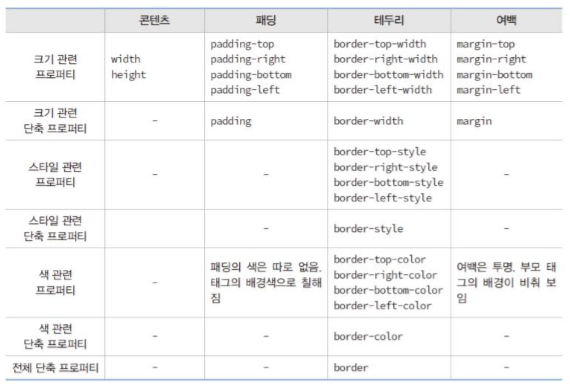 콘텐츠 패딩 테두리 여백
크기 관련
프로퍼티
width
height
padding-top
padding-right
padding-bottom
padding-left
border-top-width
border-right-width
border-bottom-width
border-left-width
margin-top
margin-right
margin-bottom
margin-left
크기 관련
단축 프로퍼티
- padding border-width margin
스타일 관련
프로퍼티
- -
border-top-style
border-right-style
border-bottom-style
border-left-style
-
스타일 관련
단축 프로퍼티
- border-style -
색 관련
프로퍼티
-
패딩의 색은 따로 없음,
태그의 배경색으로 칠해
짐
border-top-color
border-right-color
border-bottom-color
border-left-color
여백은 투명, 부모 태
그의 배경이 비춰 보
임
색 관련
단축 프로퍼티
- - border-color -
전체 단축 프로퍼티 - - border -